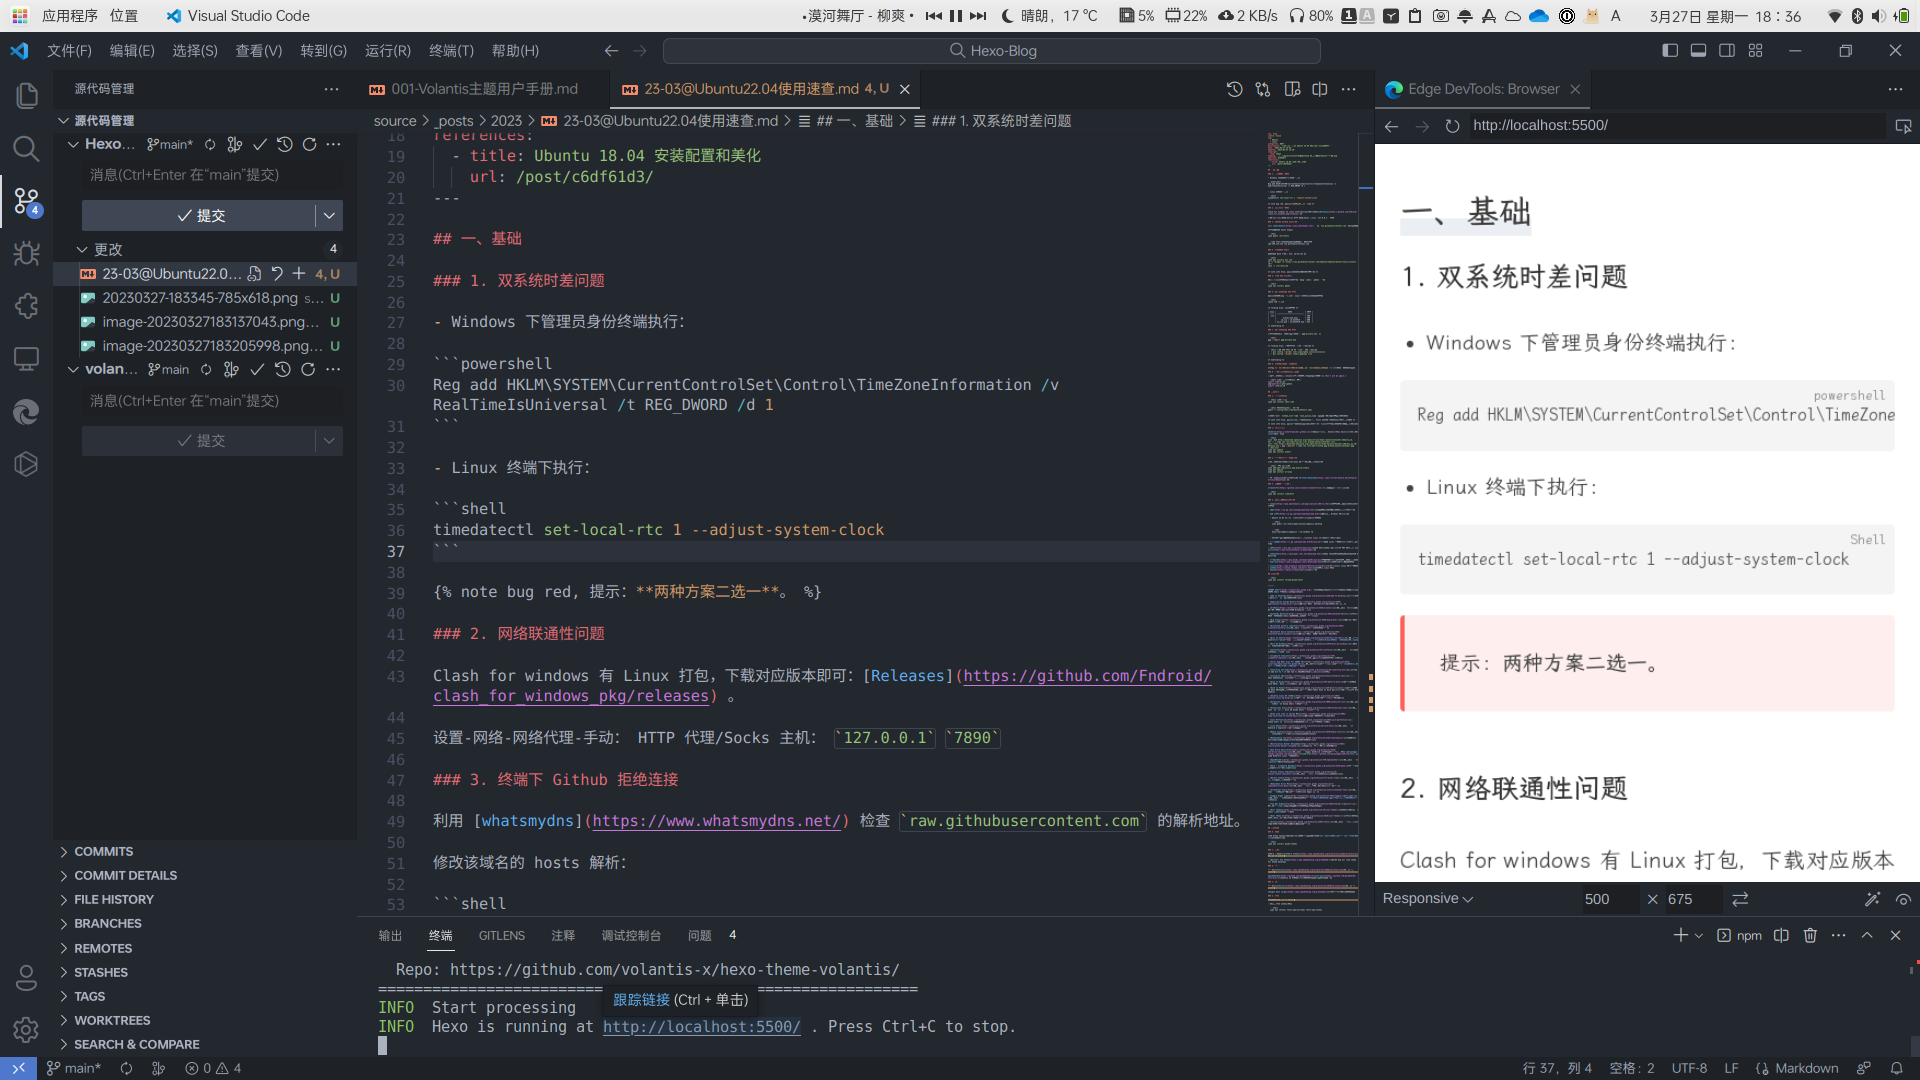 应用程序 位置 Visual Studio Code
•漠河舞厅 - 柳爽• 晴朗，17 ℃ 5% 22% 2 KB/s 80% 1 A A 3月27日 星期一 18：36
文件(F) 编辑(E) 选择(S) 查看(V) 转到(G) 运行(R) 终端(T) 帮助(H) Hexo-Blog
源代码管理 ···
源代码管理
Hexo... main*
消息(Ctrl+Enter 在“main”提交)
提交
更改 4
23-03@Ubuntu22.0... 4, U
20230327-183345-785x618.png s... U
image-20230327183137043.png... U
image-20230327183205998.png... U
volan... main
消息(Ctrl+Enter 在“main”提交)
提交
COMMITS
COMMIT DETAILS
FILE HISTORY
BRANCHES
REMOTES
STASHES
TAGS
WORKTREES
SEARCH & COMPARE
4
001-Volantis主题用户手册.md 23-03@Ubuntu22.04使用速查.md 4, U
source > _posts > 2023 > 23-03@Ubuntu22.04使用速查.md > ## 一、基础 > ### 1. 双系统时差问题
18 references:
19 - title: Ubuntu 18.04 安装配置和美化
20 url: /post/c6df61d3/
21 ---
22
23 ## 一、基础
24
25 ### 1. 双系统时差问题
26
27 - Windows 下管理员身份终端执行：
28
29 ```powershell
30 Reg add HKLM\SYSTEM\CurrentControlSet\Control\TimeZoneInformation /v
RealTimeIsUniversal /t REG_DWORD /d 1
31 ```
32
33 - Linux 终端下执行：
34
35 ```shell
36 timedatectl set-local-rtc 1 --adjust-system-clock
37 ```
38
39 {% note bug red, 提示：**两种方案二选一**。 %}
40
41 ### 2. 网络联通性问题
42
43 Clash for windows 有 Linux 打包，下载对应版本即可：[Releases](https://github.com/Fndroid/
clash_for_windows_pkg/releases) 。
44
45 设置-网络-网络代理-手动： HTTP 代理/Socks 主机： `127.0.0.1` `7890`
46
47 ### 3. 终端下 Github 拒绝连接
48
49 利用 [whatsmydns](https://www.whatsmydns.net/) 检查 `raw.githubusercontent.com` 的解析地址。
50
51 修改该域名的 hosts 解析：
52
53 ```shell
Edge DevTools: Browser
http://localhost:5500/
一、基础
1. 双系统时差问题
• Windows 下管理员身份终端执行：
powershell
Reg add HKLM\SYSTEM\CurrentControlSet\Control\TimeZone
• Linux 终端下执行：
Shell
timedatectl set-local-rtc 1 --adjust-system-clock
提示：两种方案二选一。
2. 网络联通性问题
Clash for windows 有 Linux 打包，下载对应版本
Responsive 500 × 675
输出 终端 GITLENS 注释 调试控制台 问题 4 npm
Repo: https://github.com/volantis-x/hexo-theme-volantis/
============================================================
跟踪链接 (Ctrl + 单击)
INFO Start processing
INFO Hexo is running at http://localhost:5500/ . Press Ctrl+C to stop.
main* 0 4 行 37，列 4 空格：2 UTF-8 LF Markdown